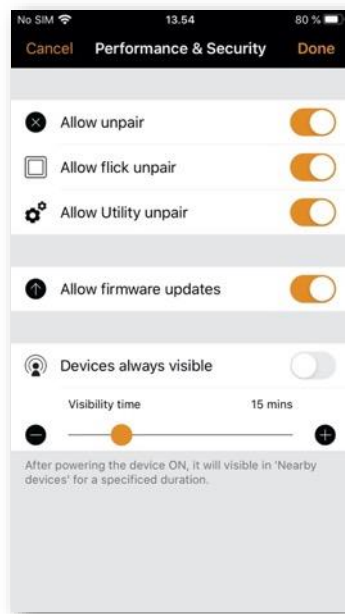 No SIM 13.54 80 %
Cancel Performance & Security Done
Allow unpair
Allow flick unpair
Allow Utility unpair
Allow firmware updates
Devices always visible
Visibility time 15 mins
After powering the device ON, it will visible in 'Nearby
devices' for a specificed duration.